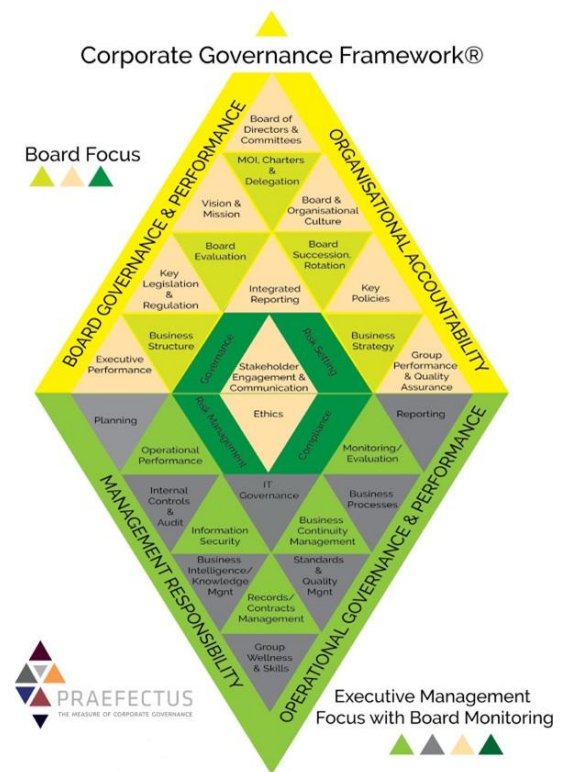 Corporate Governance Framework®
Board Focus
BOARD GOVERNANCE & PERFORMANCE
ORGANISATIONAL ACCOUNTABILITY
Board of
Directors &
Committees
MOI, Charters
&
Delegation
Vision &
Mission
Board &
Organisational
Culture
Board
Evaluation
Board
Succession,
Rotation
Key
Legislation
&
Regulation
Integrated
Reporting
Key
Policies
Business
Structure
Business
Strategy
Executive
Performance
Group
Performance
& Quality
Assurance
Governance
Risk Setting
Stakeholder
Engagement &
Communication
Ethics
Risk Management
Compliance
Planning
Reporting
Operational
Performance
Monitoring/
Evaluation
Internal
Controls
&
Audit
IT
Governance
Business
Processes
Information
Security
Business
Continuity
Management
Business
Intelligence/
Knowledge
Mgnt
Standards
&
Quality
Mgnt
Records/
Contracts
Management
Group
Wellness
& Skills
MANAGEMENT RESPONSIBILITY
OPERATIONAL GOVERNANCE & PERFORMANCE
PRAEFECTUS
THE MEASURE OF CORPORATE GOVERNANCE
Executive Management
Focus with Board Monitoring